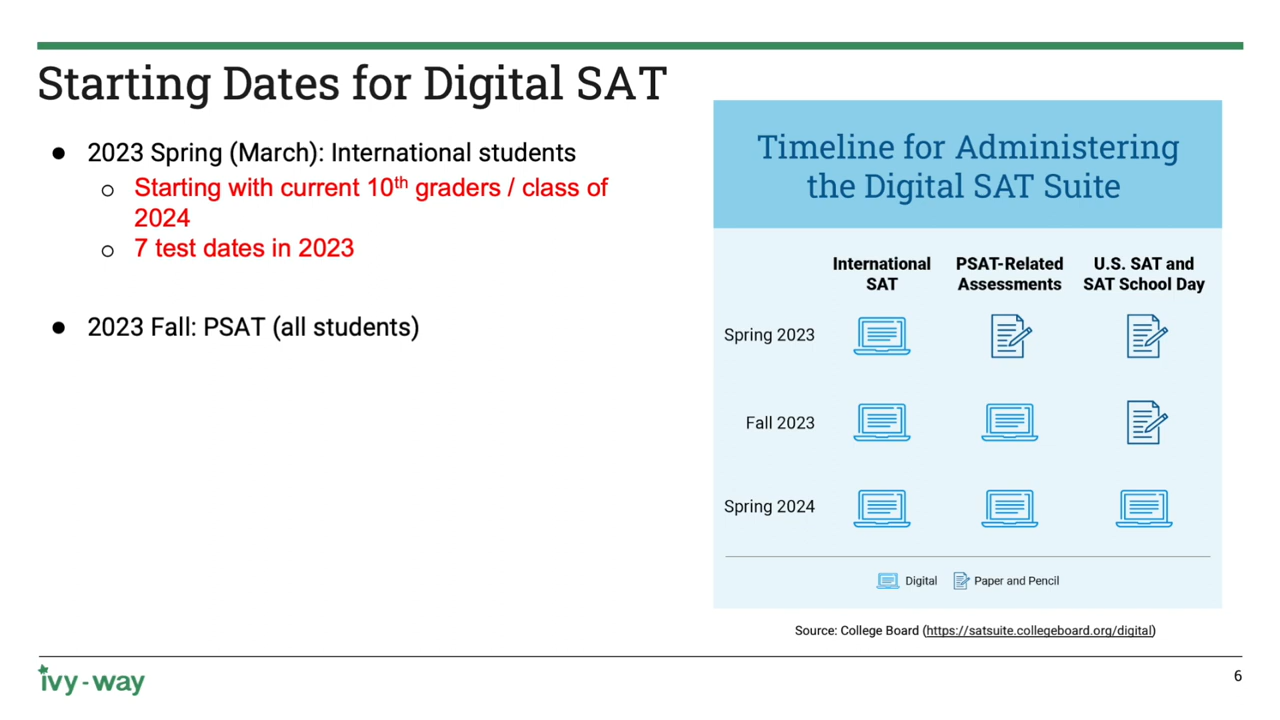 Starting Dates for Digital SAT
● 2023 Spring (March): International students
○ Starting with current 10th graders / class of
2024
○ 7 test dates in 2023
● 2023 Fall: PSAT (all students)
Timeline for Administering
the Digital SAT Suite
International SAT
PSAT-Related Assessments
U.S. SAT and SAT School Day
Spring 2023
Fall 2023
Spring 2024
Digital Paper and Pencil
Source: College Board (https://satsuite.collegeboard.org/digital)
ivy-way
6